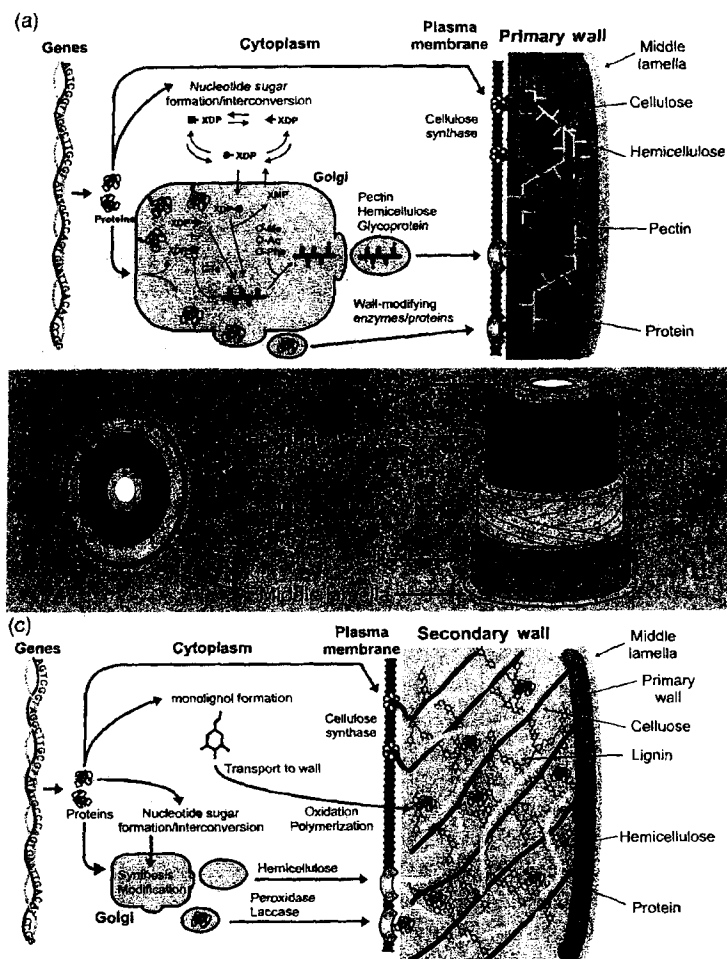 (a)
Genes
Cytoplasm
Plasma
membrane
Primary wall
Middle
lamella
Nucleotide sugar
formation/interconversion
XDP
XDP
XDP
Cellulose
synthase
Cellulose
Hemicellulose
Golgi
XMP
Proteins
Pectin
Hemicellulose
Glycoprotein
Pectin
Wall-modifying
enzymes/proteins
Protein
(c)
Genes
Cytoplasm
Plasma
membrane
Secondary wall
Middle
lamella
Primary
wall
monolignol formation
Cellulose
synthase
Celluose
Lignin
Transport to wall
Proteins
Nucleotide sugar
formation/interconversion
Oxidation
Polymerization
Synthesis
Modification
Hemicellulose
Hemicellulose
Golgi
Peroxidase
Laccase
Protein